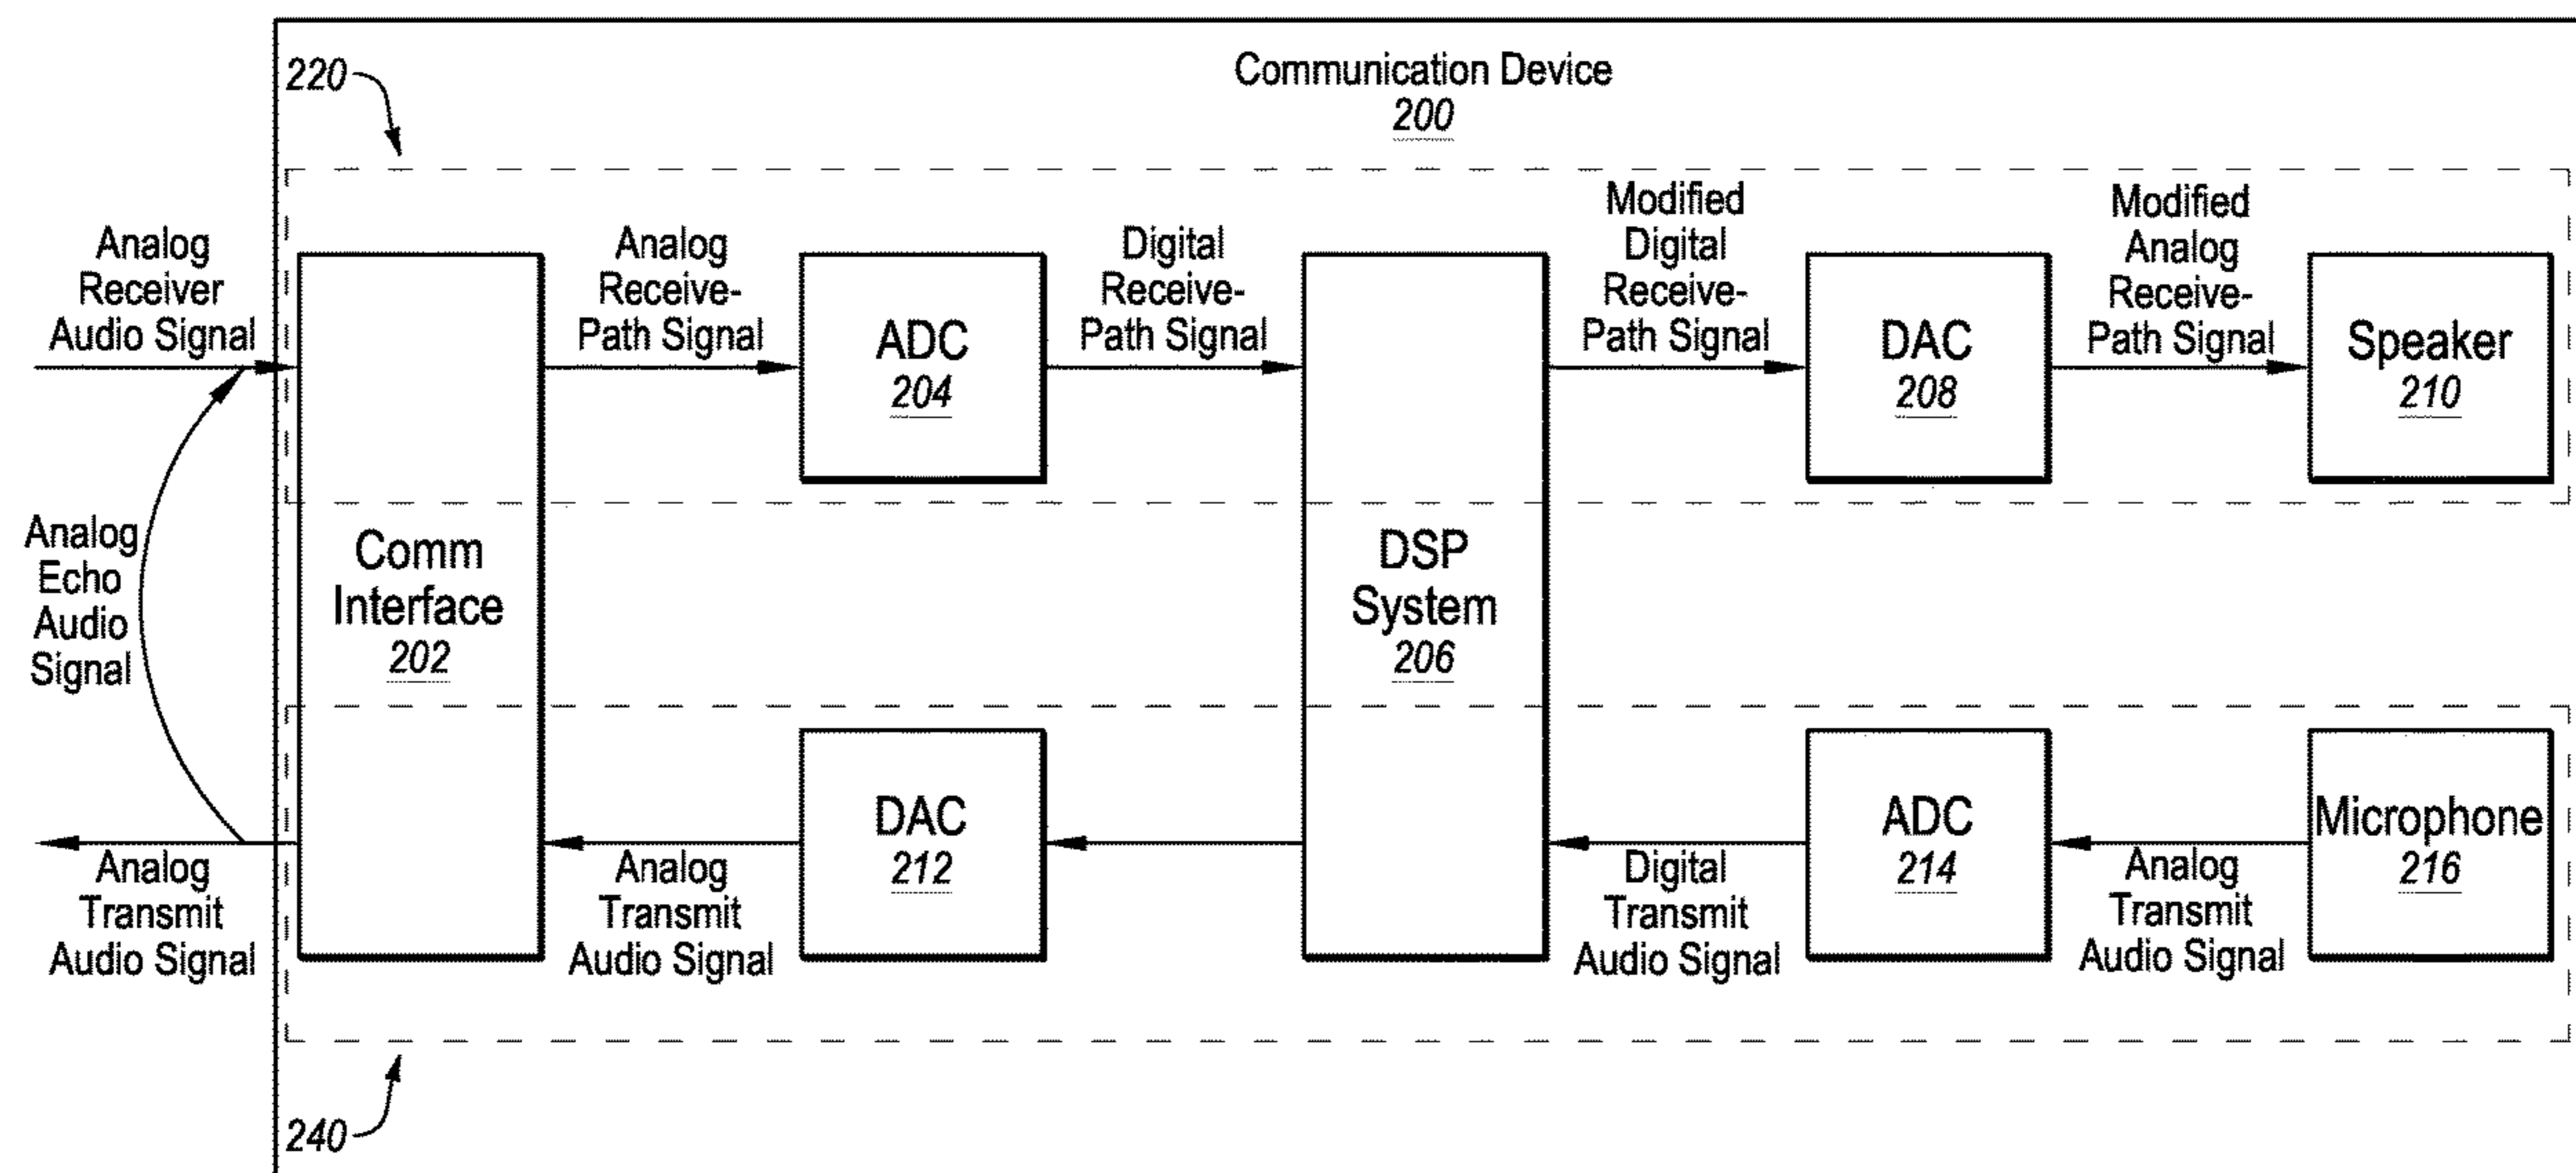 Communication Device
200
220
Analog
Receiver
Audio Signal
Analog
Receive-
Path Signal
ADC
204
Digital
Receive-
Path Signal
Modified
Digital
Receive-
Path Signal
DAC
208
Modified
Analog
Receive-
Path Signal
Speaker
210
Analog
Echo
Audio
Signal
Comm
Interface
202
DSP
System
206
Analog
Transmit
Audio Signal
Analog
Transmit
Audio Signal
DAC
212
Digital
Transmit
Audio Signal
ADC
214
Analog
Transmit
Audio Signal
Microphone
216
240